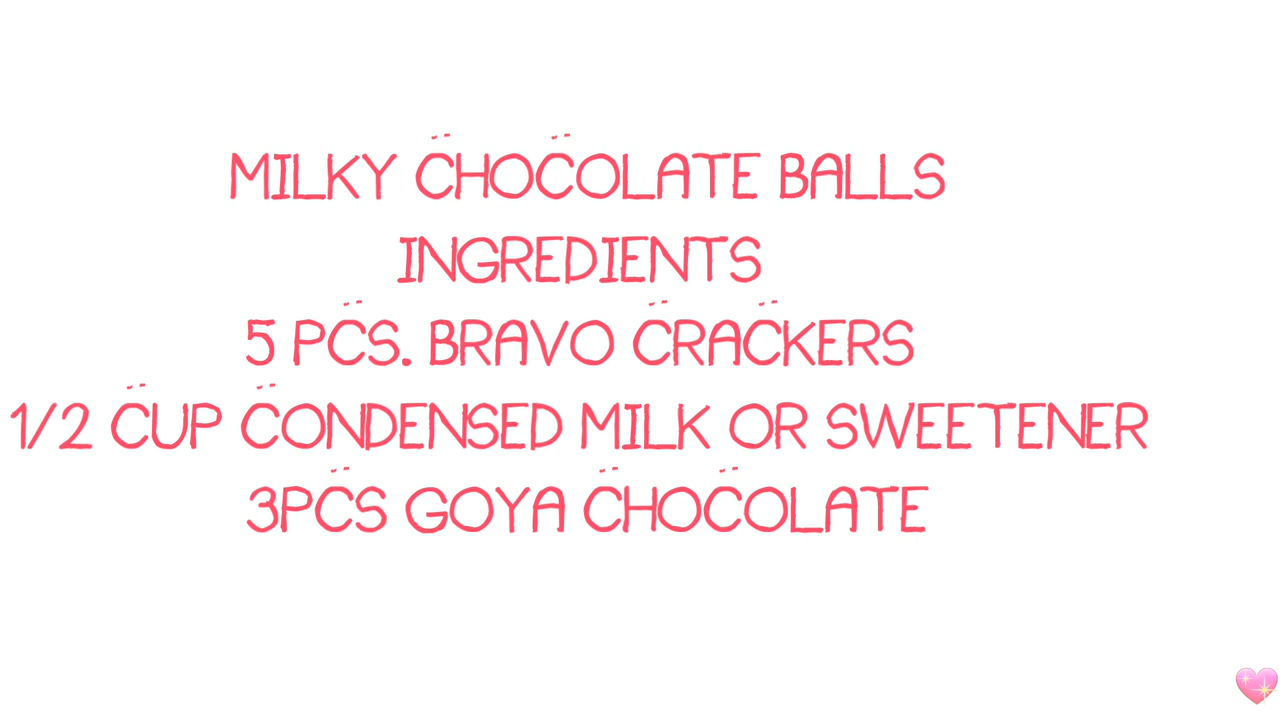 MILKY CHOCOLATE BALLS
INGREDIENTS
5 PCS. BRAVO CRACKERS
1/2 CUP CONDENSED MILK OR SWEETENER
3PCS GOYA CHOCOLATE